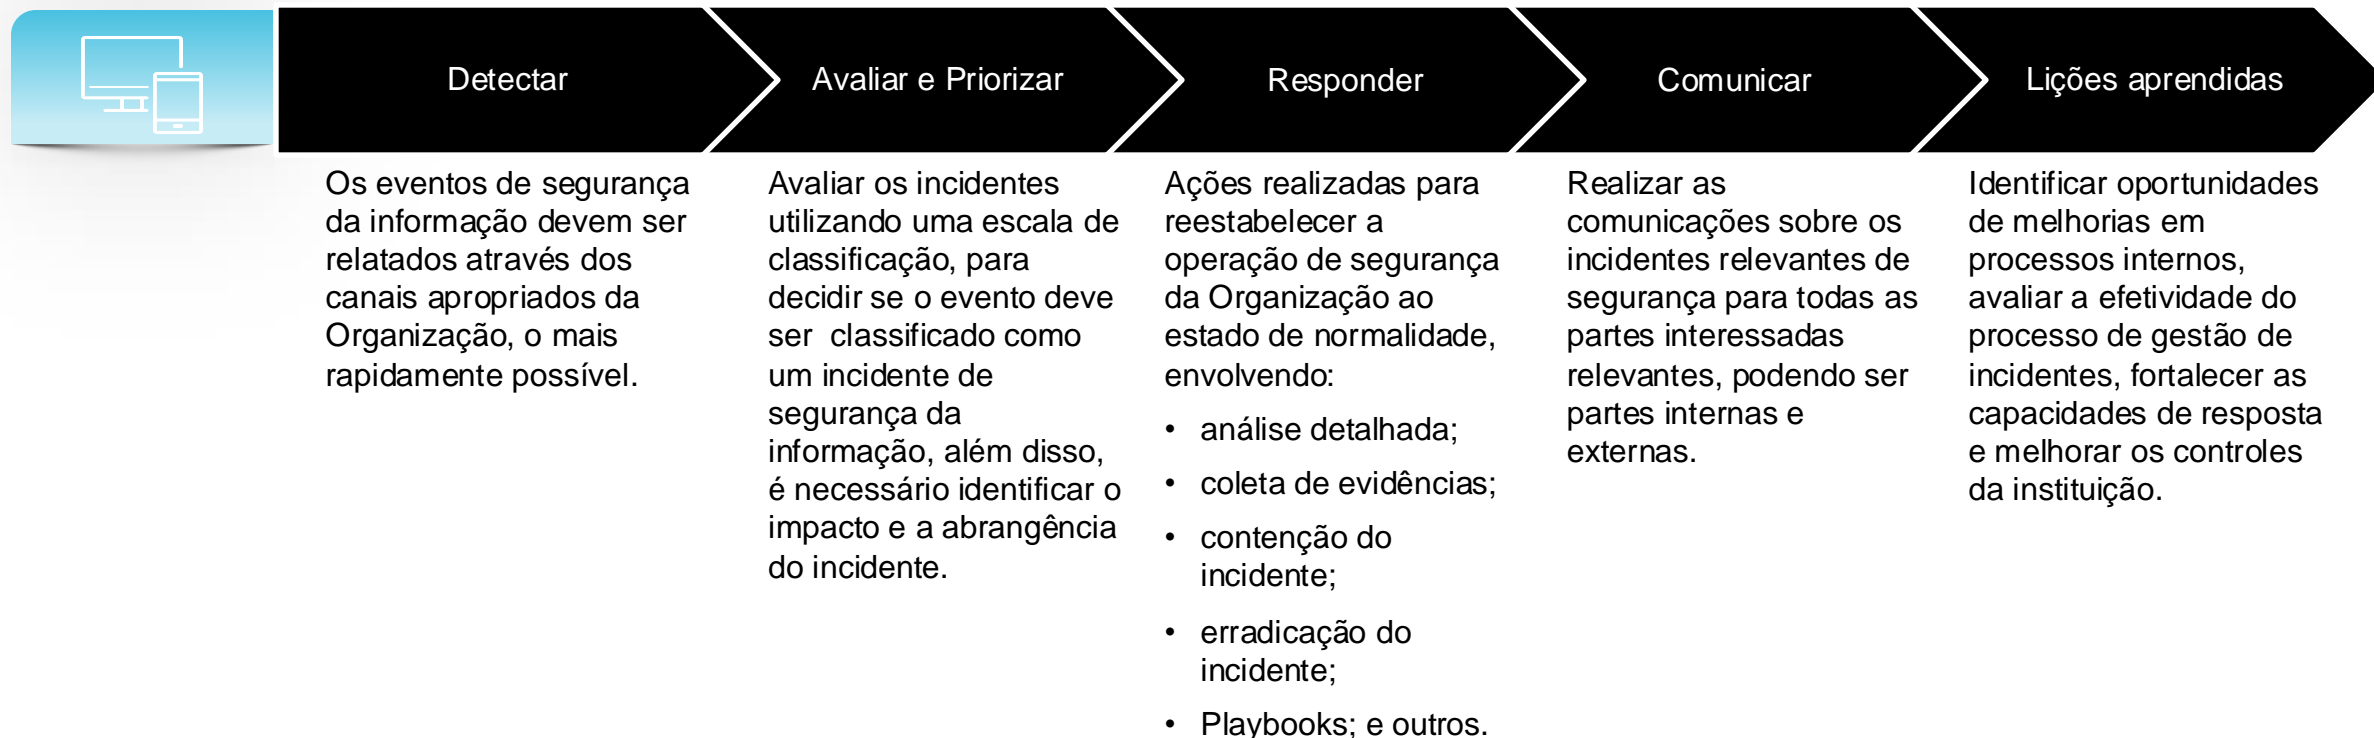 Detectar
Avaliar e Priorizar
Responder
Comunicar
Lições aprendidas
Os eventos de segurança
da informação devem ser
relatados através dos
canais apropriados da
Organização, o mais
rapidamente possível.
Avaliar os incidentes
utilizando uma escala de
classificação, para
decidir se o evento deve
ser  classificado como
um incidente de
segurança da
informação, além disso,
é necessário identificar o
impacto e a abrangência
do incidente.
Ações realizadas para
reestabelecer a
operação de segurança
da Organização ao
estado de normalidade,
envolvendo:
• análise detalhada;
• coleta de evidências;
• contenção do
incidente;
• erradicação do
incidente;
• Playbooks; e outros.
Realizar as
comunicações sobre os
incidentes relevantes de
segurança para todas as
partes interessadas
relevantes, podendo ser
partes internas e
externas.
Identificar oportunidades
de melhorias em
processos internos,
avaliar a efetividade do
processo de gestão de
incidentes, fortalecer as
capacidades de resposta
e melhorar os controles
da instituição.